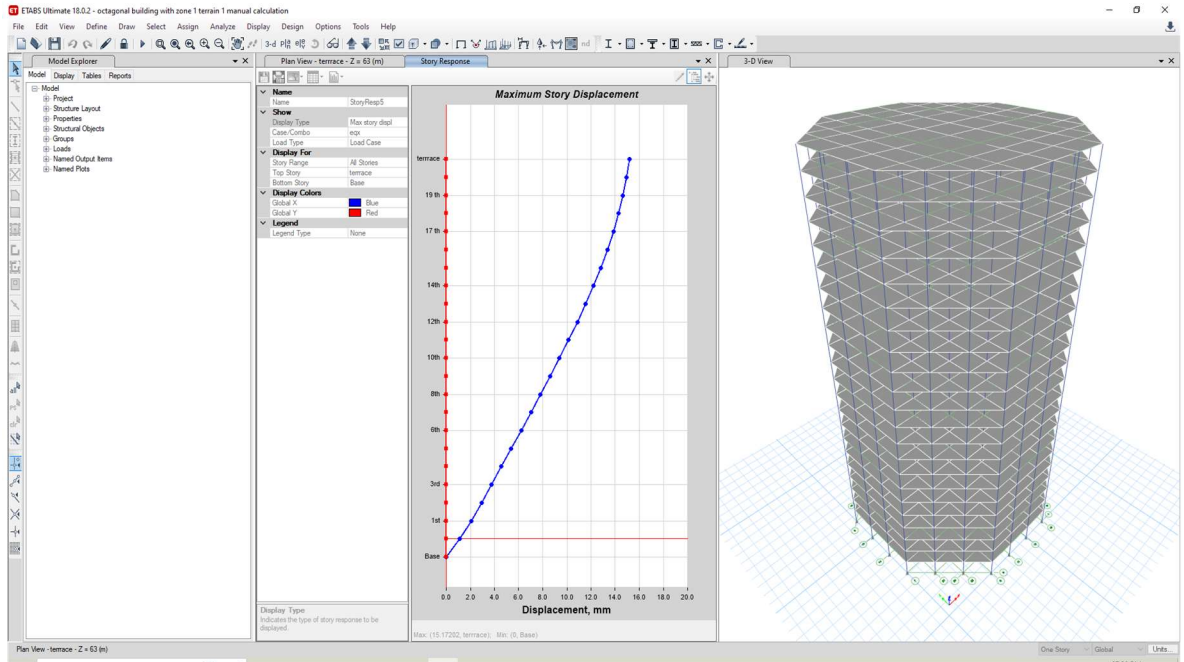 ETABS Ultimate 18.0.2 - octagonal building with zone 1 terrain 1 manual calculation
File Edit View Define Draw Select Assign Analyze Display Design Options Tools Help
3-d
nd
Model Explorer
Plan View - terrrace - Z = 63 (m)
Story Response
3-D View
Model Display Tables Reports
Model
Project
Structure Layout
Properties
Structural Objects
Groups
Loads
Named Output Items
Named Plots
Name
Name StoryResp5
Show
Display Type Max story displ
Case/Combo eqx
Load Type Load Case
Display For
Story Range All Stories
Top Story terrrace
Bottom Story Base
Display Colors
Global X Blue
Global Y Red
Legend
Legend Type None
Maximum Story Displacement
terrrace
19 th
17 th
14th
12th
10th
8th
6th
3rd
1st
Base
0.0 2.0 4.0 6.0 8.0 10.0 12.0 14.0 16.0 18.0 20.0
Displacement, mm
Display Type
Indicates the type of story response to be
displayed
Max: (15.17202, terrrace); Min: (0, Base)
Plan View - terrrace - Z = 63 (m)
One Story Global Units...